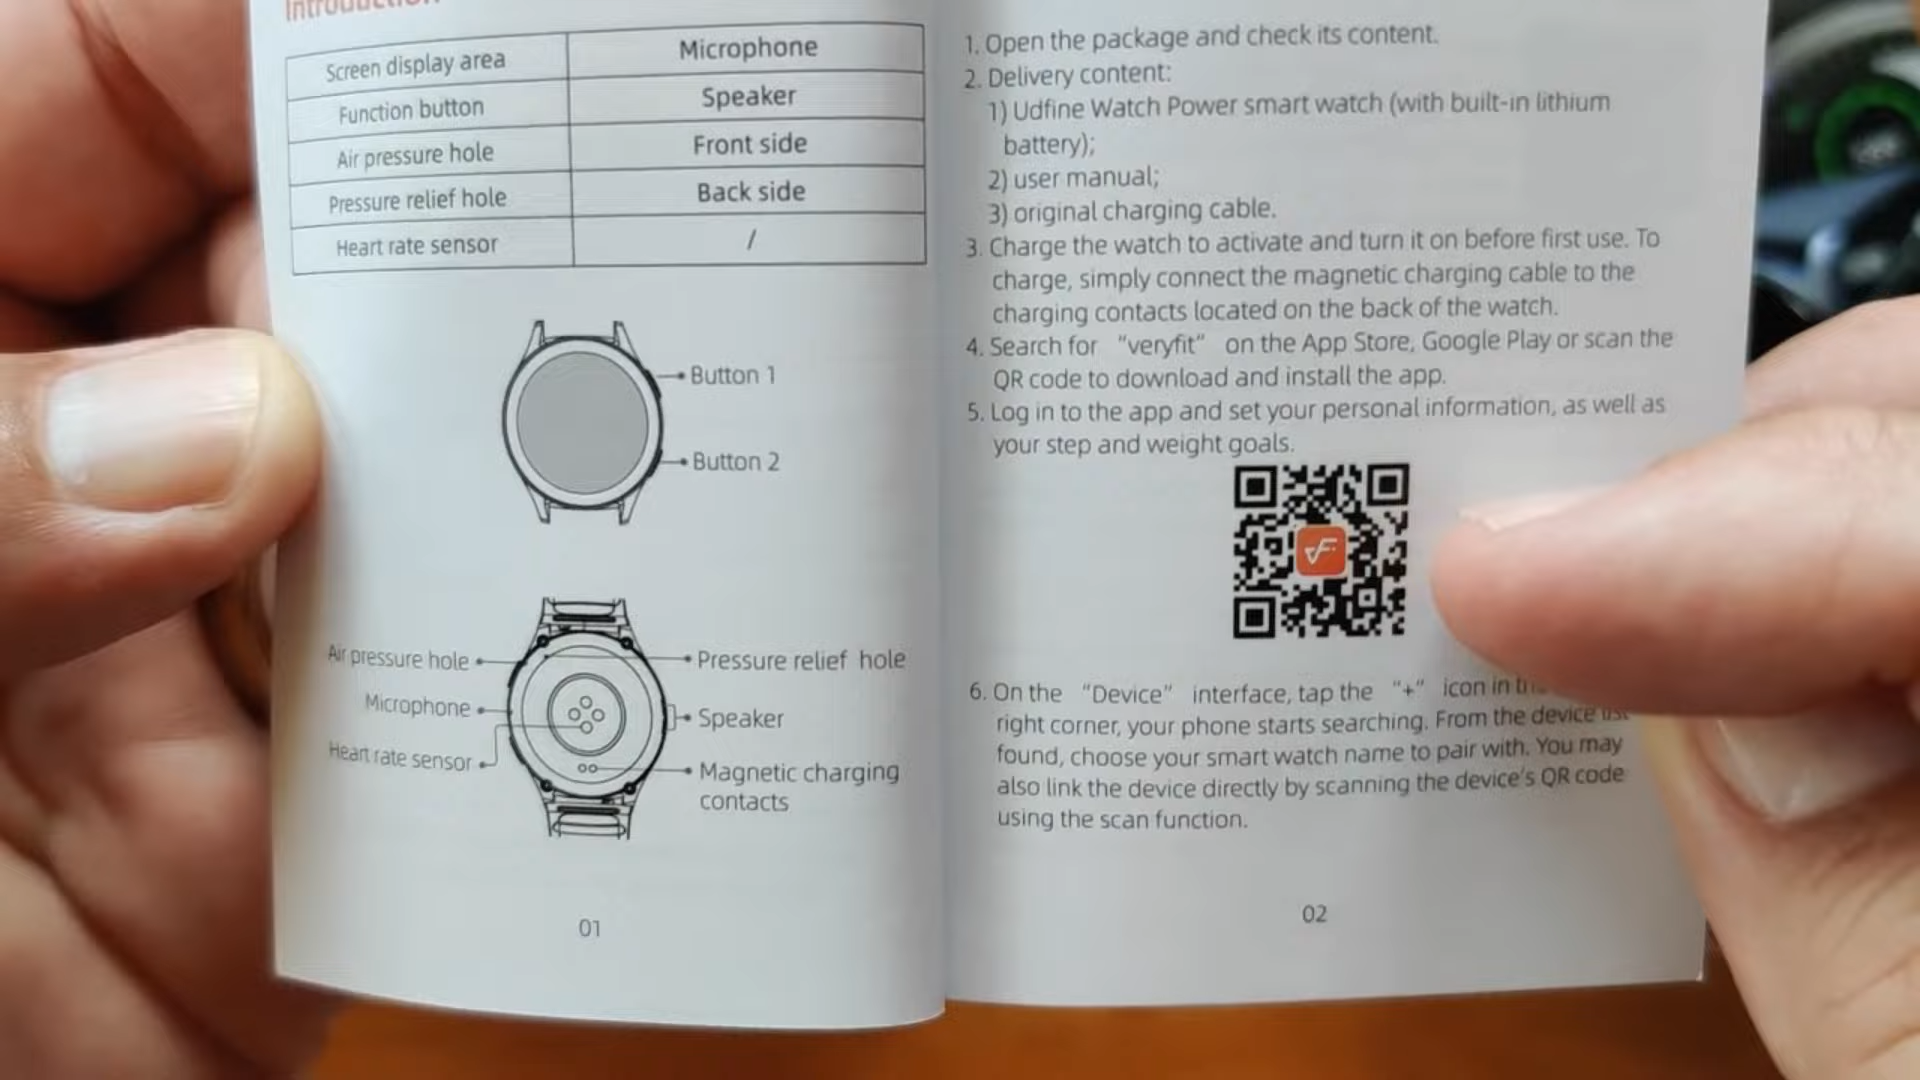 Introduction
Screen display area Microphone
Function button Speaker
Air pressure hole Front side
Pressure relief hole Back side
Heart rate sensor /
Button 1
Button 2
Air pressure hole Pressure relief hole
Microphone Speaker
Heart rate sensor Magnetic charging
contacts
01
1. Open the package and check its content.
2. Delivery content:
1) Udfine Watch Power smart watch (with built-in lithium
battery);
2) user manual;
3) original charging cable.
3. Charge the watch to activate and turn it on before first use. To
charge, simply connect the magnetic charging cable to the
charging contacts located on the back of the watch.
4. Search for "veryfit" on the App Store, Google Play or scan the
QR code to download and install the app.
5. Log in to the app and set your personal information, as well as
your step and weight goals.
6. On the "Device" interface, tap the "+" icon in
right corner, your phone starts searching. From the device list
found, choose your smart watch name to pair with. You may
also link the device directly by scanning the device's QR code
using the scan function.
02